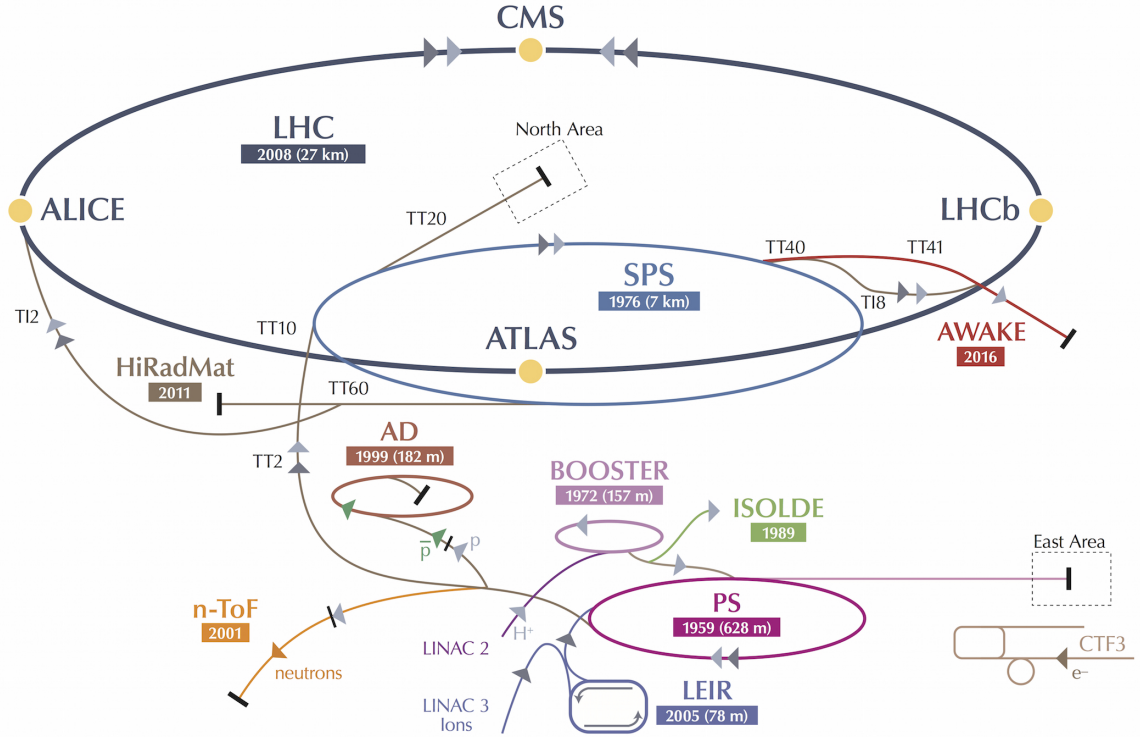 CMS
LHC
2008 (27 km)
North Area
ALICE
LHCb
TT20
TT40
TT41
SPS
1976 (7 km)
TI2
TT10
TI8
ATLAS
AWAKE
2016
HiRadMat
2011
TT60
AD
1999 (182 m)
TT2
BOOSTER
1972 (157 m)
ISOLDE
1989
p
p̅
East Area
n-ToF
2001
PS
1959 (628 m)
H+
LINAC 2
neutrons
CTF3
e–
LINAC 3
Ions
LEIR
2005 (78 m)